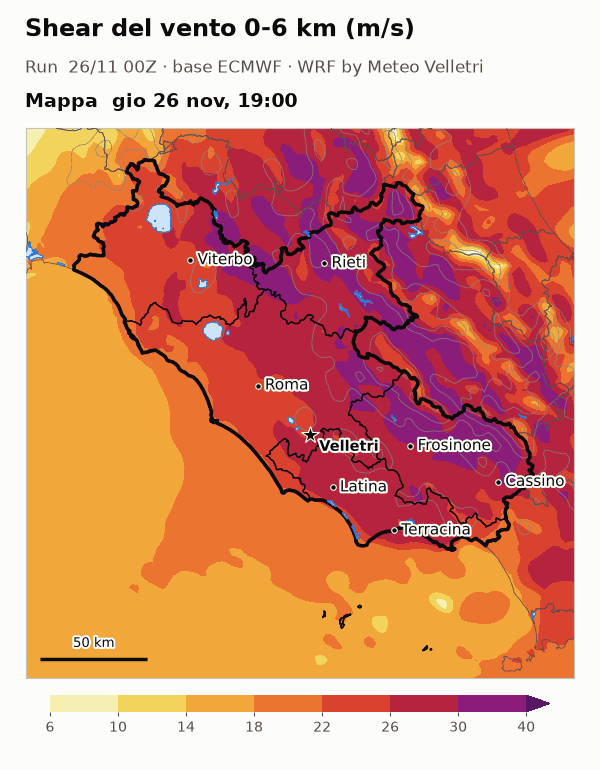 Shear del vento 0-6 km (m/s)
Run  26/11 00Z · base ECMWF · WRF by Meteo Velletri
Mappa  gio 26 nov, 19:00
Viterbo
Rieti
Roma
Velletri
Frosinone
Latina
Cassino
Terracina
50 km
6 10 14 18 22 26 30 40